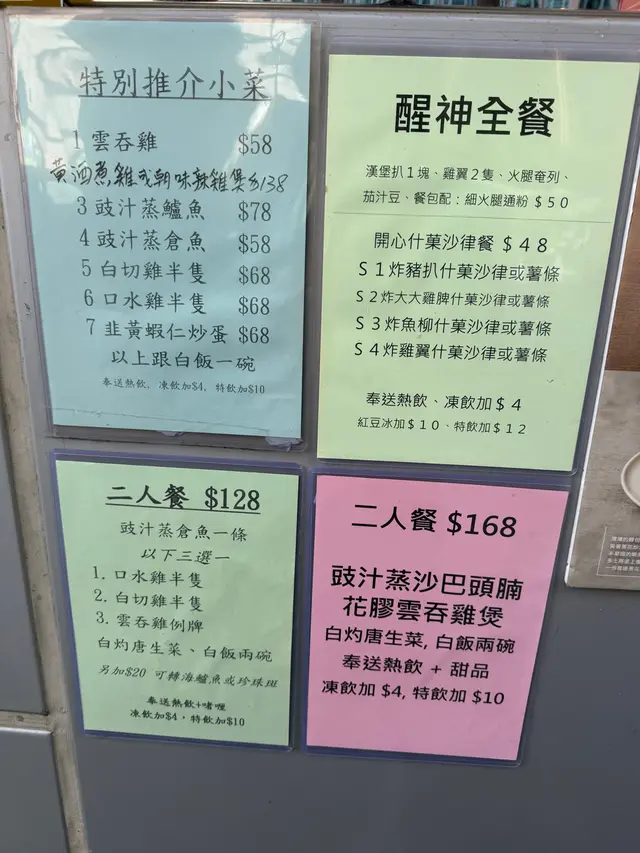 特別推介小菜
1 雲吞雞 $58
黃酒煮雞或朝味辣雞煲$138
3 豉汁蒸鱸魚 $78
4 豉汁蒸倉魚 $58
5 白切雞半隻 $68
6 口水雞半隻 $68
7 韭黃蝦仁炒蛋 $68
以上跟白飯一碗
奉送熱飲, 凍飲加$4, 特飲加$10
醒神全餐
漢堡扒1塊、雞翼2隻、火腿奄列、
茄汁豆、餐包配:細火腿通粉 $50
開心什菓沙律餐 $48
S1炸豬扒什菓沙律或薯條
S2炸大大雞脾什菓沙律或薯條
S3炸魚柳什菓沙律或薯條
S4炸雞翼什菓沙律或薯條
奉送熱飲、凍飲加$4
紅豆冰加$10、特飲加$12
二人餐 $128
豉汁蒸倉魚一條
以下三選一
1. 口水雞半隻
2. 白切雞半隻
3. 雲吞雞例牌
白灼唐生菜、白飯兩碗
另加$20 可轉海鱸魚或珍珠斑
奉送熱飲+啫喱
凍飲加$4,特飲加$10
二人餐 $168
豉汁蒸沙巴頭腩
花膠雲吞雞煲
白灼唐生菜, 白飯兩碗
奉送熱飲 + 甜品
凍飲加 $4, 特飲加 $10